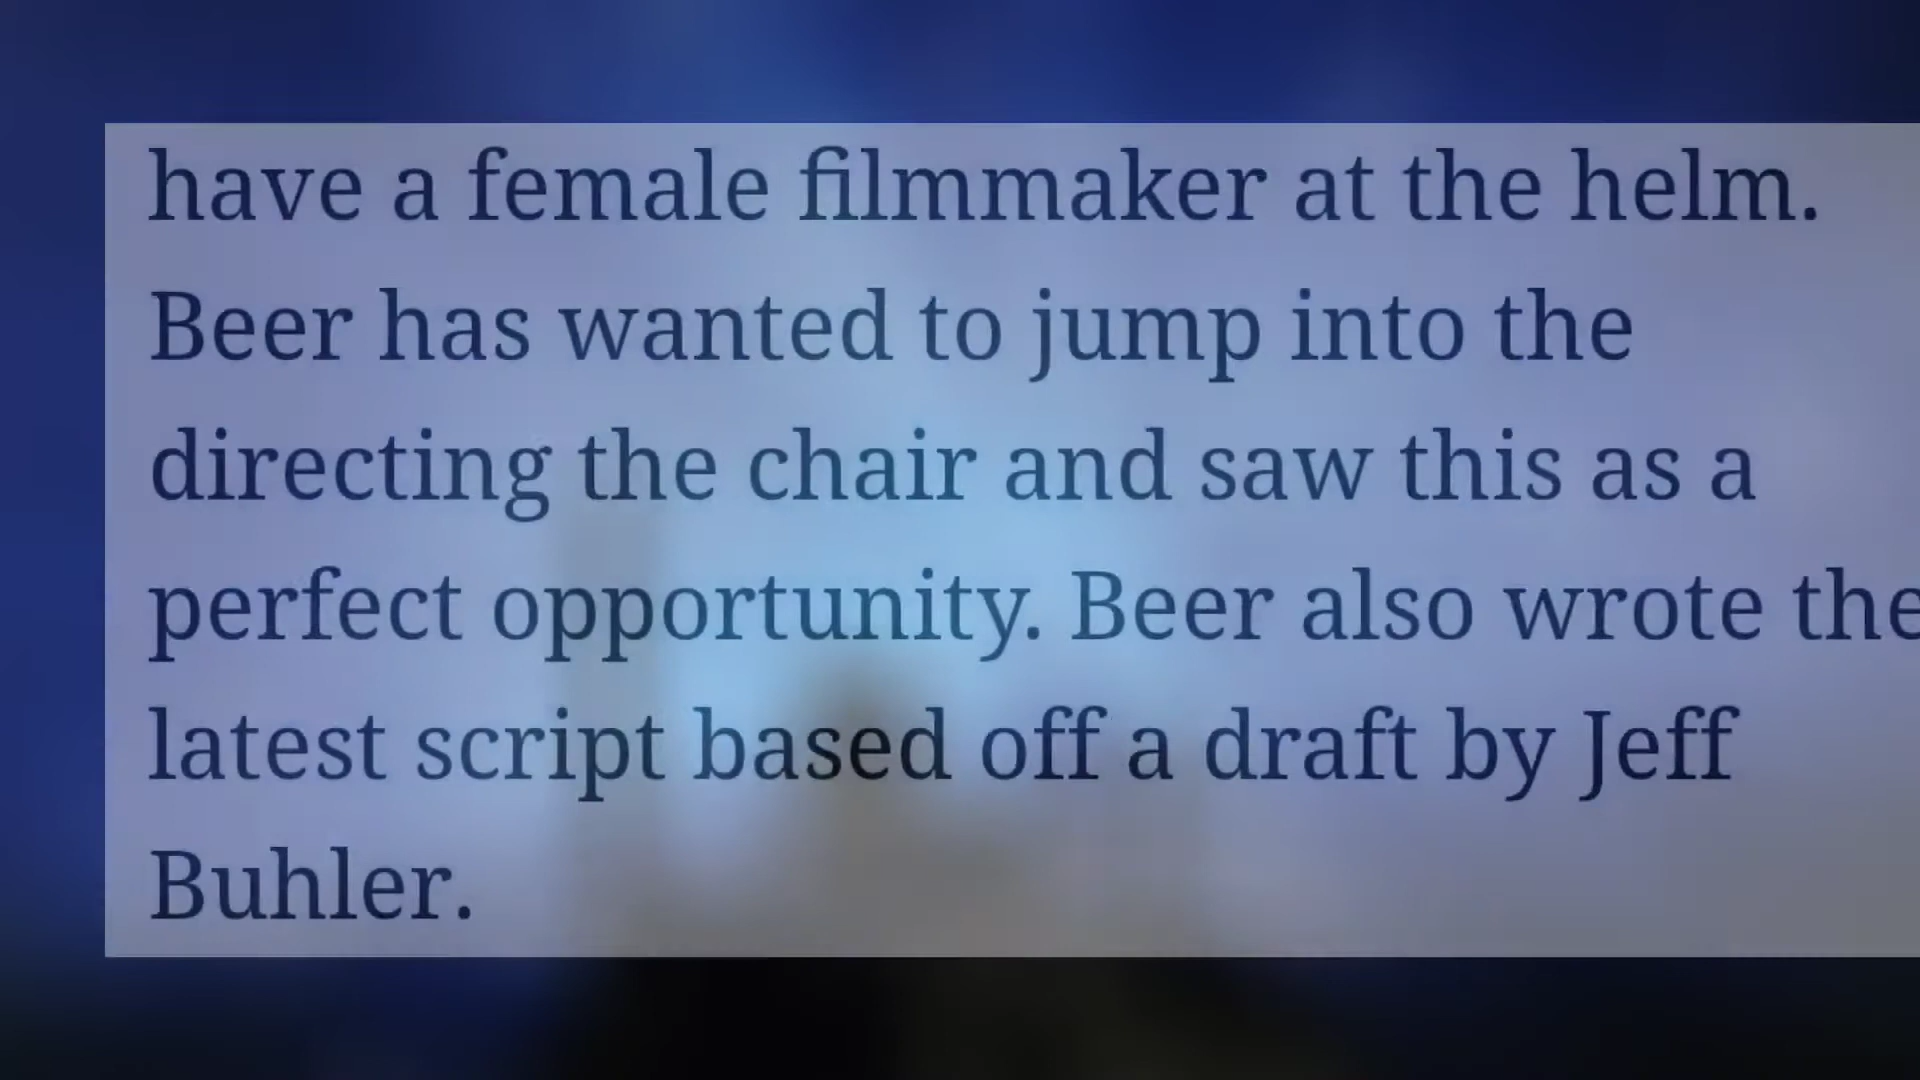 have a female filmmaker at the helm.
Beer has wanted to jump into the
directing the chair and saw this as a
perfect opportunity. Beer also wrote the
latest script based off a draft by Jeff
Buhler.